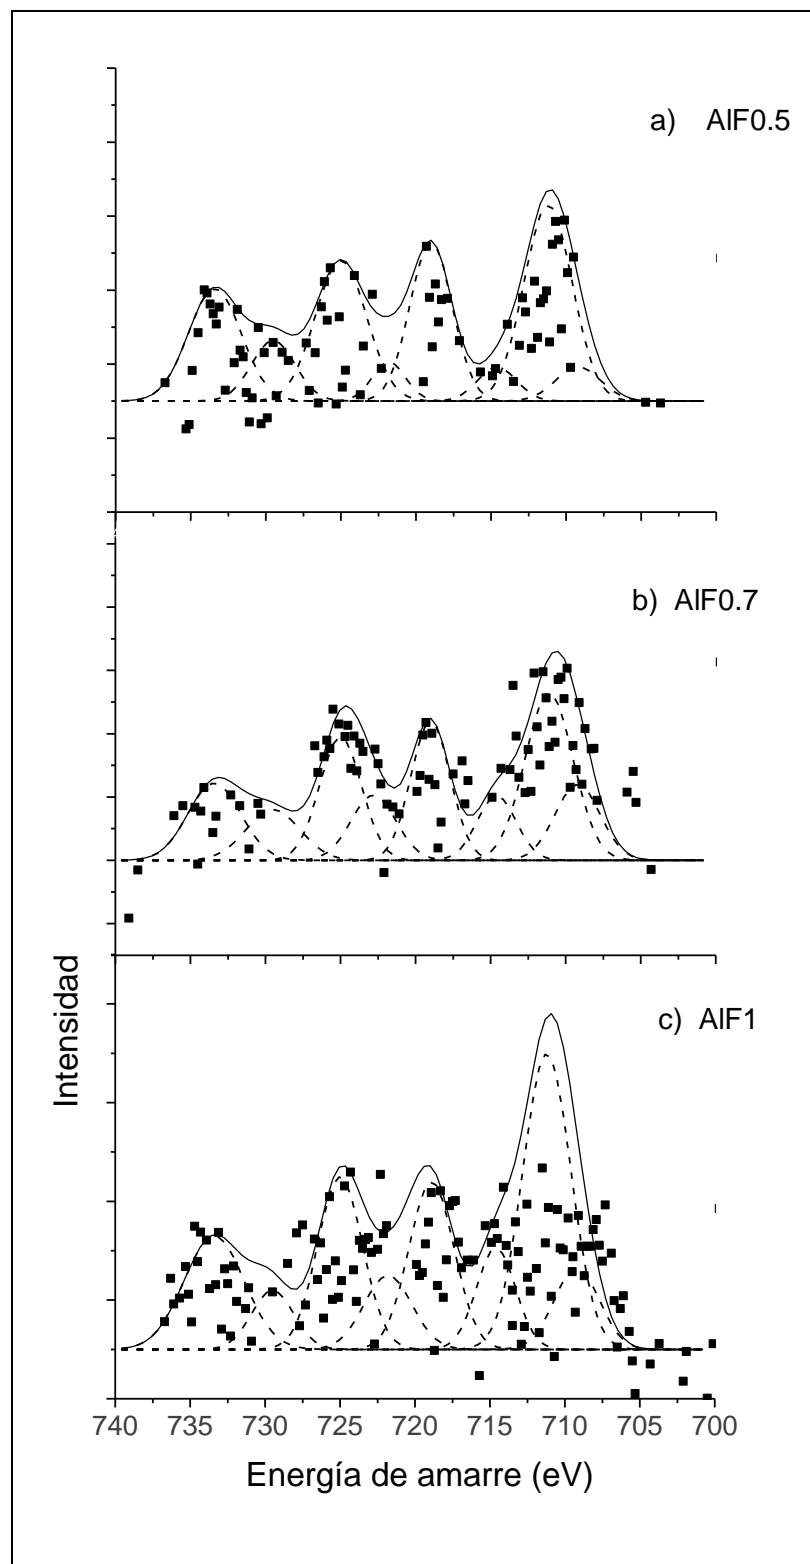 a) AlF0.5
b) AlF0.7
Intensidad
c) AlF1
740 735 730 725 720 715 710 705 700
Energía de amarre (eV)